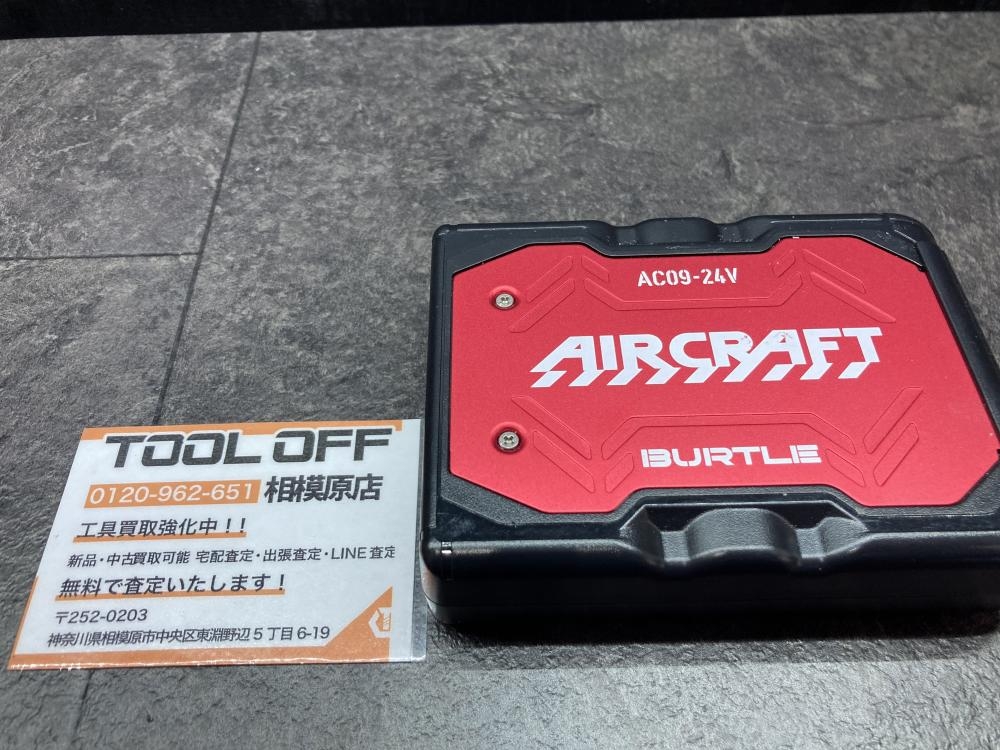 TOOL OFF
0120-962-651 相模原店
工具買取強化中!!
新品・中古買取可能 宅配査定・出張査定・LINE査定
無料で査定いたします!
〒252-0203
神奈川県相模原市中央区東淵野辺5丁目6-19
AC09-24V
AIRCRAFT
BURTLE